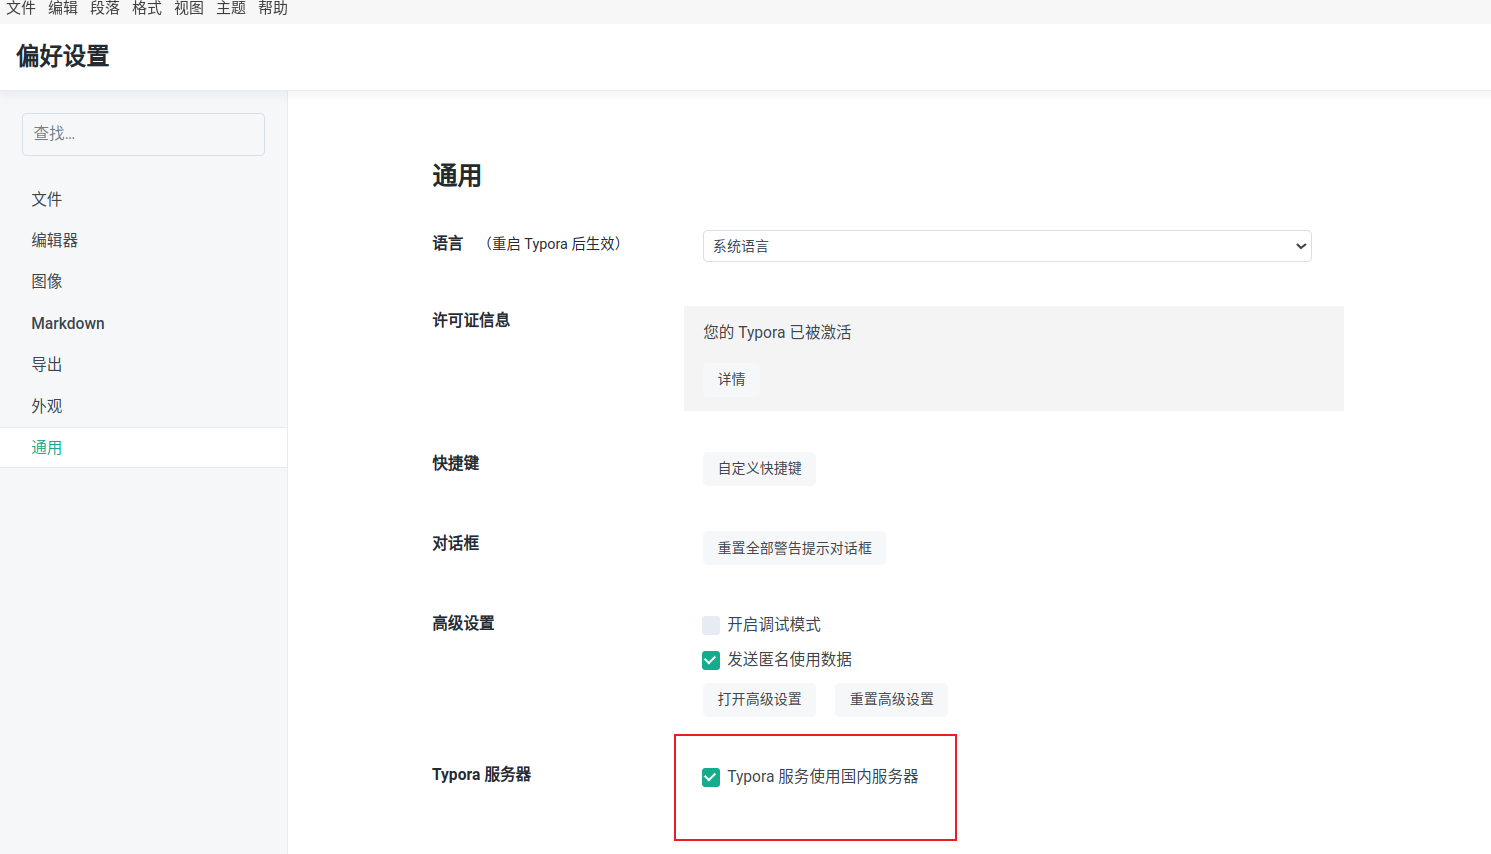 文件 编辑 段落 格式 视图 主题 帮助
偏好设置
查找...
文件
编辑器
图像
Markdown
导出
外观
通用
通用
语言 （重启 Typora 后生效） 系统语言
许可证信息 您的 Typora 已被激活
详情
快捷键 自定义快捷键
对话框 重置全部警告提示对话框
高级设置 开启调试模式
发送匿名使用数据
打开高级设置 重置高级设置
Typora 服务器 Typora 服务使用国内服务器